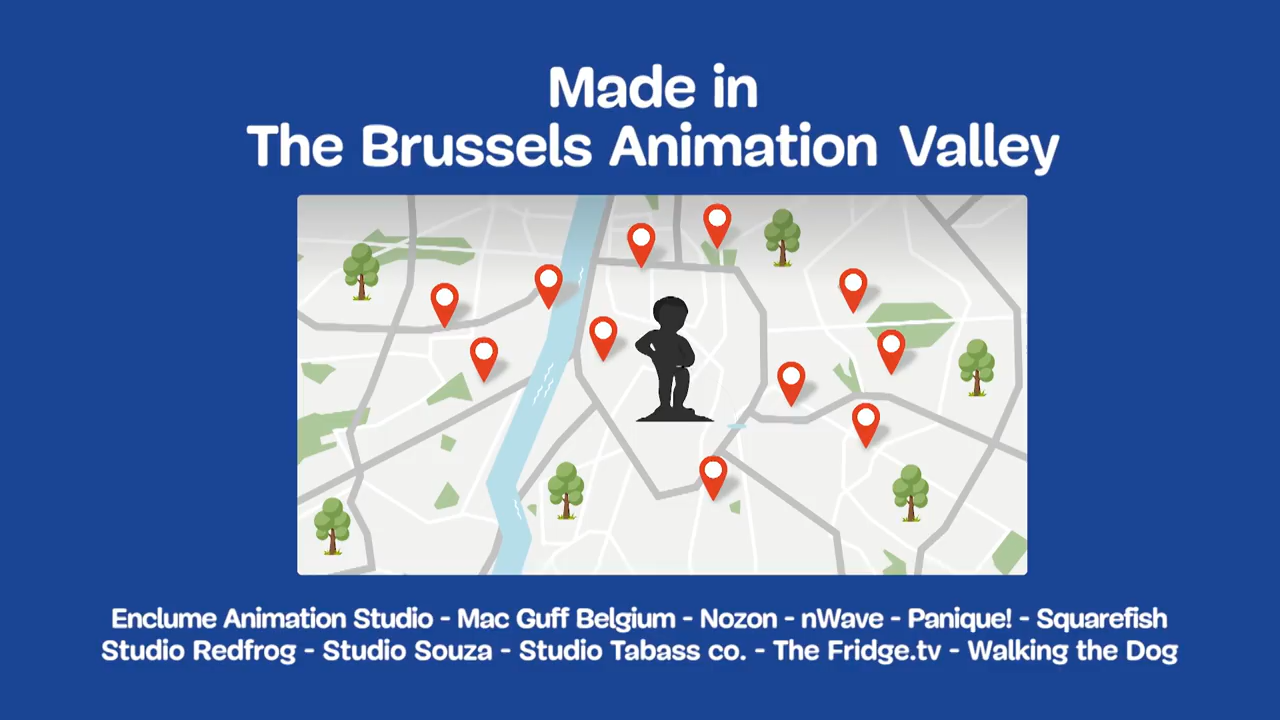 Made in
The Brussels Animation Valley
Enclume Animation Studio - Mac Guff Belgium - Nozon - nWave - Panique! - Squarefish
Studio Redfrog - Studio Souza - Studio Tabass co. - The Fridge.tv - Walking the Dog